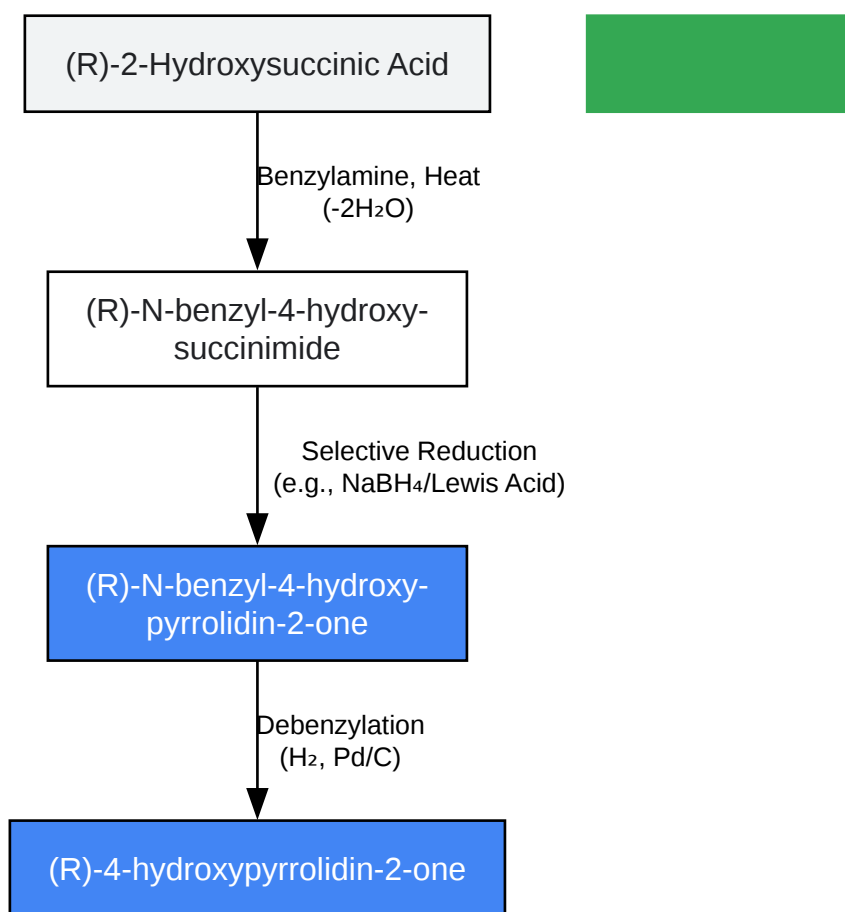 (R)-2-Hydroxysuccinic Acid
Benzylamine, Heat
(-2H₂O)
(R)-N-benzyl-4-hydroxy-
succinimide
Selective Reduction
(e.g., NaBH₄/Lewis Acid)
(R)-N-benzyl-4-hydroxy-
pyrrolidin-2-one
Debenzylation
(H₂, Pd/C)
(R)-4-hydroxypyrrolidin-2-one